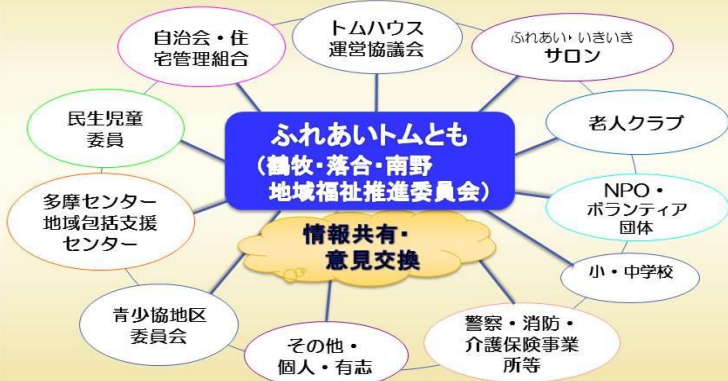 トムハウス
運営協議会
ふれあい・いきいき
サロン
老人クラブ
NPO・
ボランティア
団体
小・中学校
警察・消防・
介護保険事業
所等
その他・
個人・有志
青少協地区
委員会
多摩センター
地域包括支援
センター
民生児童
委員
自治会・住
宅管理組合
ふれあいトムとも
(鶴牧・落合・南野
地域福祉推進委員会)
情報共有・
意見交換